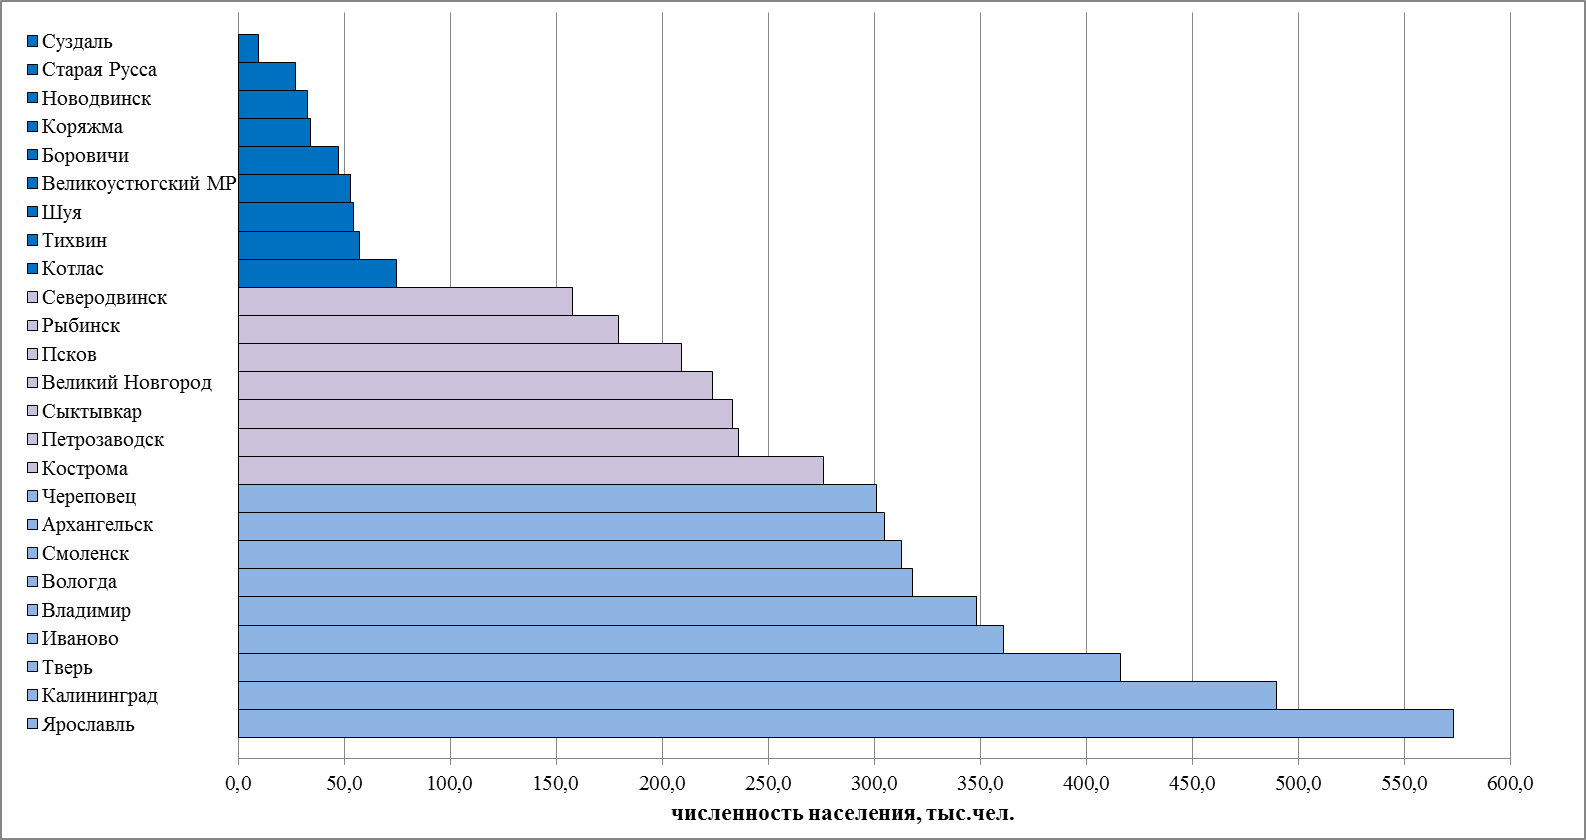 Суздаль
Старая Русса
Новодвинск
Коряжма
Боровичи
Великоустюгский МР
Шуя
Тихвин
Котлас
Северодвинск
Рыбинск
Псков
Великий Новгород
Сыктывкар
Петрозаводск
Кострома
Череповец
Архангельск
Смоленск
Вологда
Владимир
Иваново
Тверь
Калининград
Ярославль
0,0 50,0 100,0 150,0 200,0 250,0 300,0 350,0 400,0 450,0 500,0 550,0 600,0
численность населения, тыс.чел.